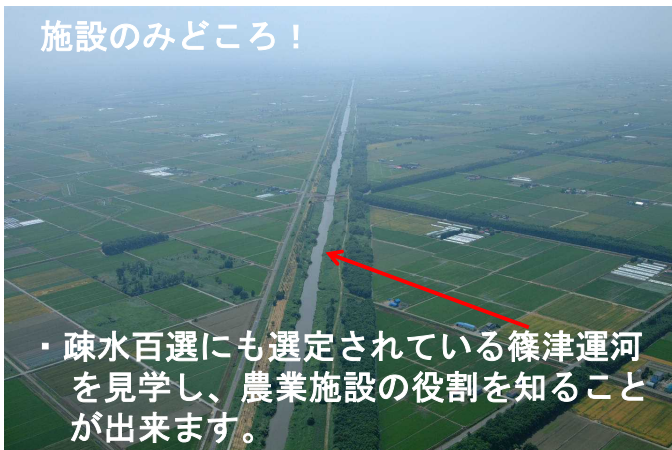 施設のみどころ！
・疎水百選にも選定されている篠津運河
を見学し、農業施設の役割を知ること
が出来ます。